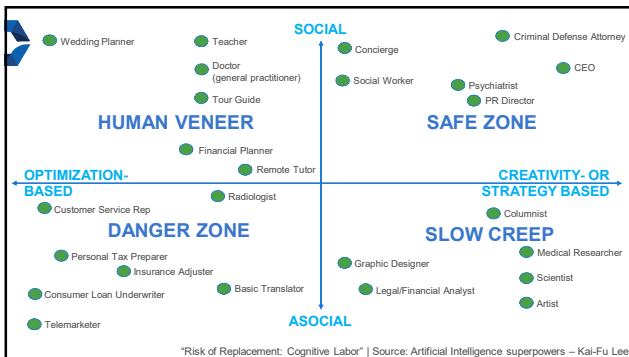 SOCIAL
Wedding Planner
Teacher
Doctor
(general practitioner)
Tour Guide
HUMAN VENEER
Financial Planner
Remote Tutor
Concierge
Social Worker
Criminal Defense Attorney
CEO
Psychiatrist
PR Director
SAFE ZONE
OPTIMIZATION-
BASED
CREATIVITY- OR
STRATEGY BASED
Radiologist
Customer Service Rep
DANGER ZONE
Personal Tax Preparer
Insurance Adjuster
Consumer Loan Underwriter
Basic Translator
Telemarketer
Columnist
SLOW CREEP
Medical Researcher
Graphic Designer
Scientist
Legal/Financial Analyst
Artist
ASOCIAL
"Risk of Replacement: Cognitive Labor" | Source: Artificial Intelligence superpowers – Kai-Fu Lee